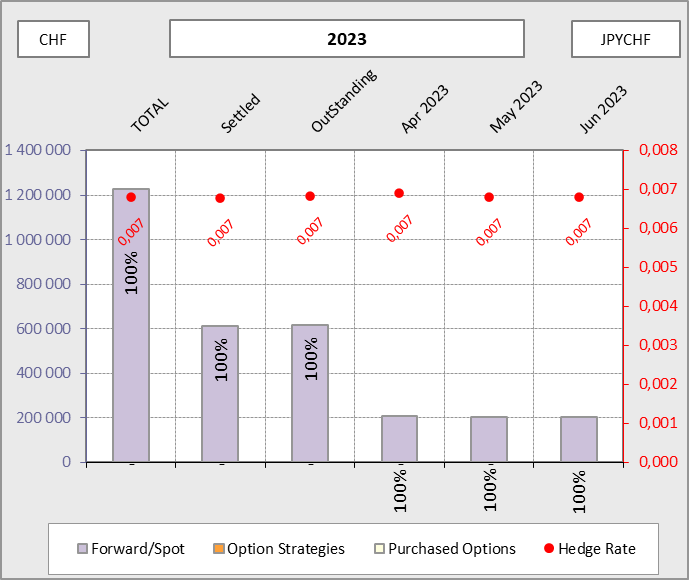 CHF
2023
JPYCHF
TOTAL
Settled
OutStanding
Apr 2023
May 2023
Jun 2023
1 400 000
1 200 000
1 000 000
800 000
600 000
400 000
200 000
0
0,008
0,007
0,006
0,005
0,004
0,003
0,002
0,001
0,000
0,007
0,007
0,007
0,007
0,007
0,007
100%
100%
100%
100%
100%
100%
-
-
-
-
-
-
Forward/Spot
Option Strategies
Purchased Options
Hedge Rate